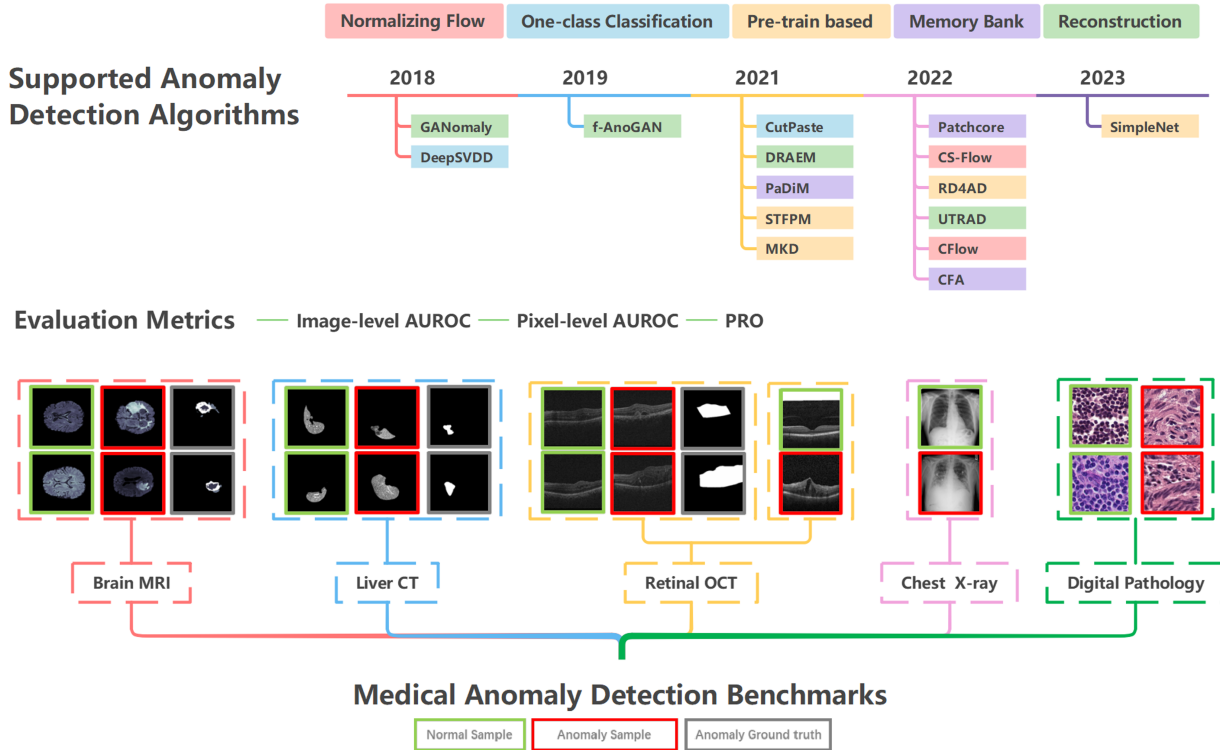 Normalizing Flow
One-class Classification
Pre-train based
Memory Bank
Reconstruction
Supported Anomaly
Detection Algorithms
2018
2019
2021
2022
2023
GANomaly
DeepSVDD
f-AnoGAN
CutPaste
DRAEM
PaDiM
STFPM
MKD
Patchcore
CS-Flow
RD4AD
UTRAD
CFlow
CFA
SimpleNet
Evaluation Metrics
Image-level AUROC
Pixel-level AUROC
PRO
Brain MRI
Liver CT
Retinal OCT
Chest X-ray
Digital Pathology
Medical Anomaly Detection Benchmarks
Normal Sample
Anomaly Sample
Anomaly Ground truth